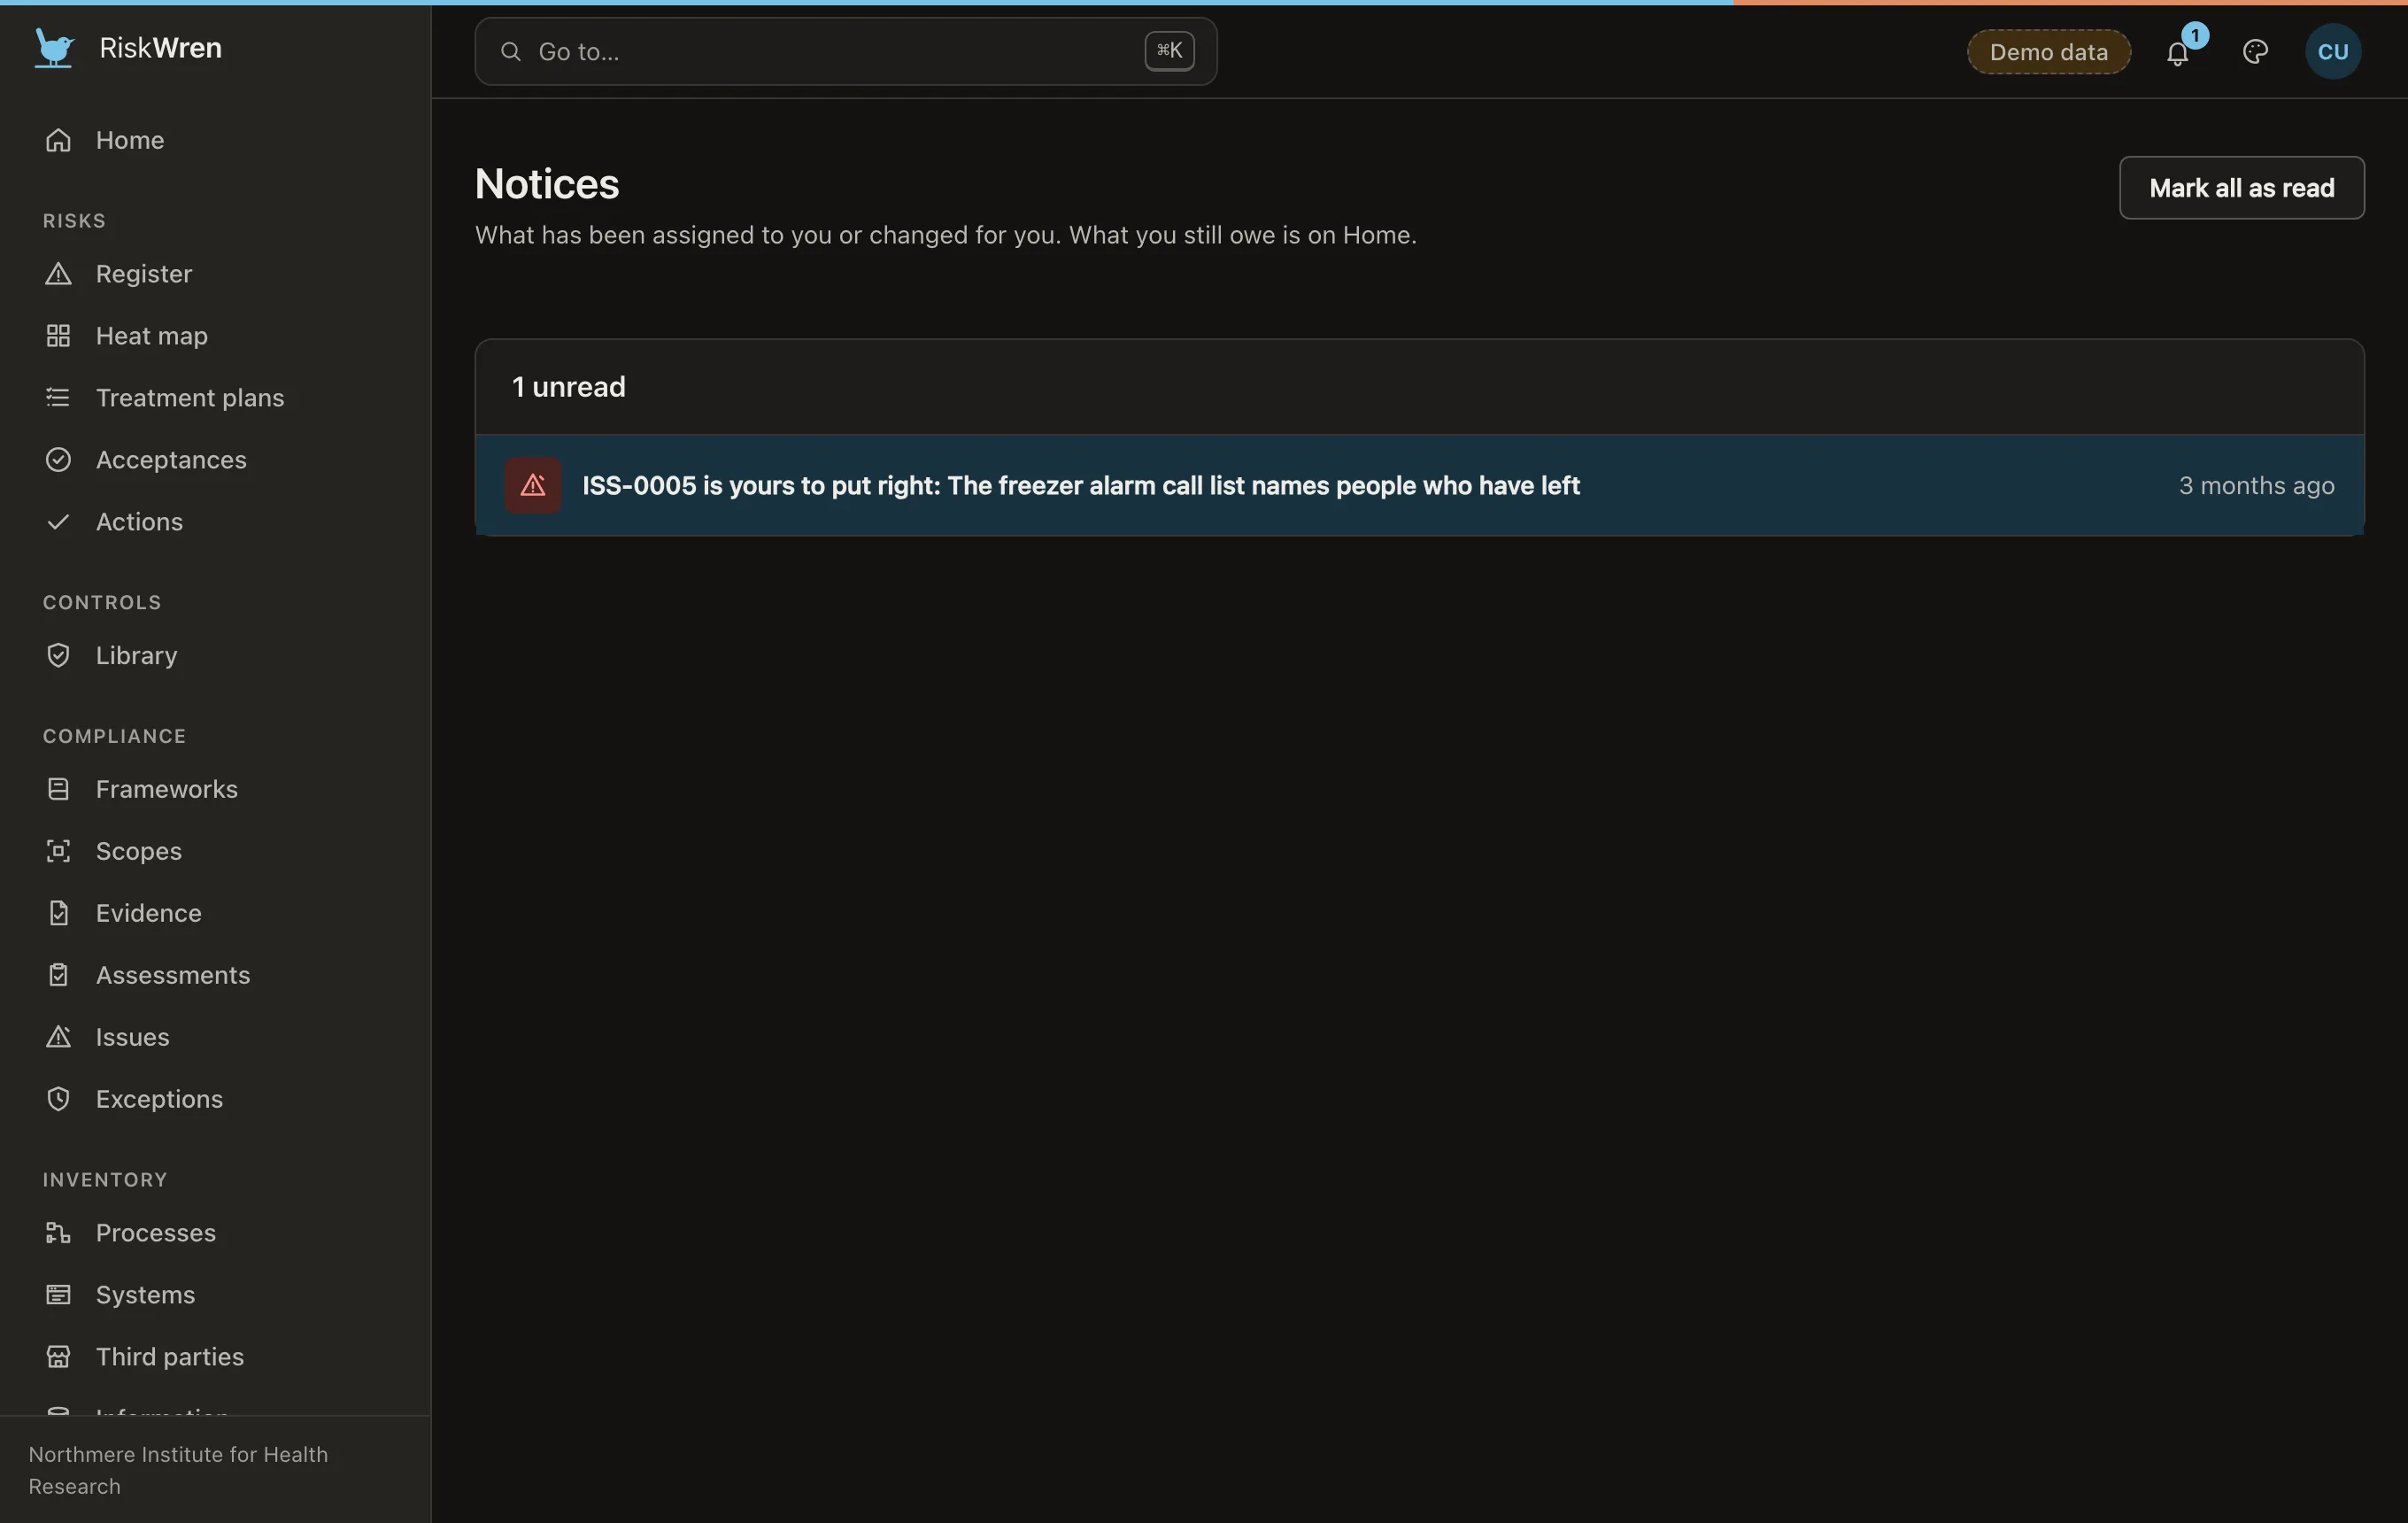 RiskWren
Go to...
⌘K
Demo data
1
CU
Home
RISKS
Register
Heat map
Treatment plans
Acceptances
Actions
CONTROLS
Library
COMPLIANCE
Frameworks
Scopes
Evidence
Assessments
Issues
Exceptions
INVENTORY
Processes
Systems
Third parties
Northmere Institute for Health
Research
Notices
Mark all as read
What has been assigned to you or changed for you. What you still owe is on Home.
1 unread
ISS-0005 is yours to put right: The freezer alarm call list names people who have left
3 months ago